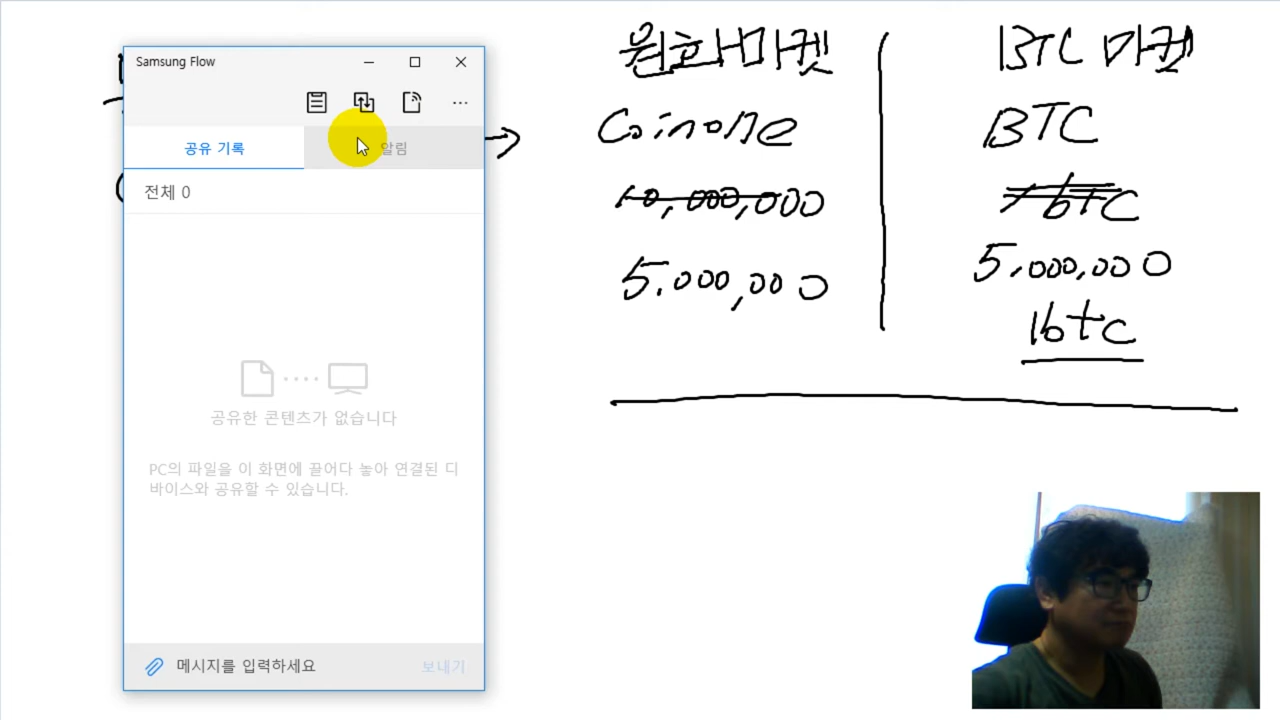 Samsung Flow
공유 기록
알림
전체 0
공유한 콘텐츠가 없습니다
PC의 파일을 이 화면에 끌어다 놓아 연결된 디
바이스와 공유할 수 있습니다.
메시지를 입력하세요
보내기
원화마켓
Coinone
10,000,000
5.000,000
BTC 마켓
BTC
1btc
5.000,000
1btc